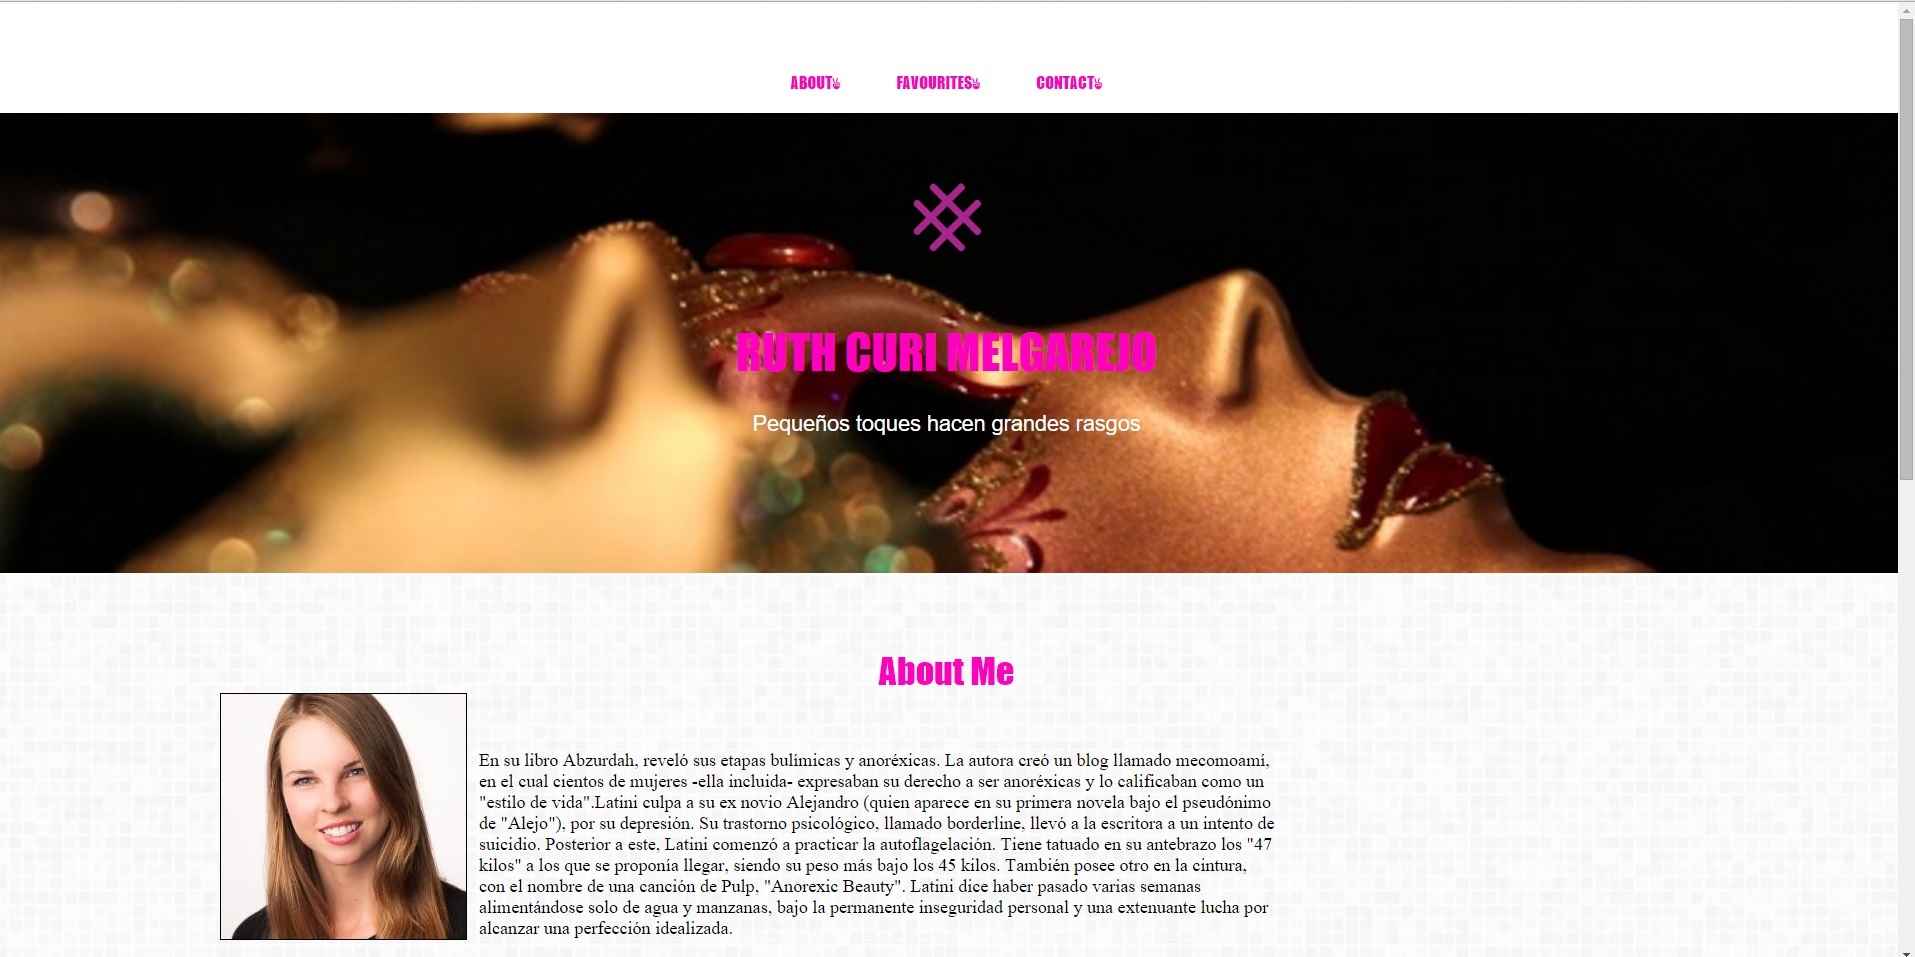 ABOUT
FAVOURITES
CONTACT
RUTH CURI MELGAREJO
Pequeños toques hacen grandes rasgos
About Me
En su libro Abzurdah, reveló sus etapas bulímicas y anoréxicas. La autora creó un blog llamado mecomoami,
en el cual cientos de mujeres -ella incluida- expresaban su derecho a ser anoréxicas y lo calificaban como un
"estilo de vida".Latini culpa a su ex novio Alejandro (quien aparece en su primera novela bajo el pseudónimo
de "Alejo"), por su depresión. Su trastorno psicológico, llamado borderline, llevó a la escritora a un intento de
suicidio. Posterior a este, Latini comenzó a practicar la autoflagelación. Tiene tatuado en su antebrazo los "47
kilos" a los que se proponía llegar, siendo su peso más bajo los 45 kilos. También posee otro en la cintura,
con el nombre de una canción de Pulp, "Anorexic Beauty". Latini dice haber pasado varias semanas
alimentándose solo de agua y manzanas, bajo la permanente inseguridad personal y una extenuante lucha por
alcanzar una perfección idealizada.